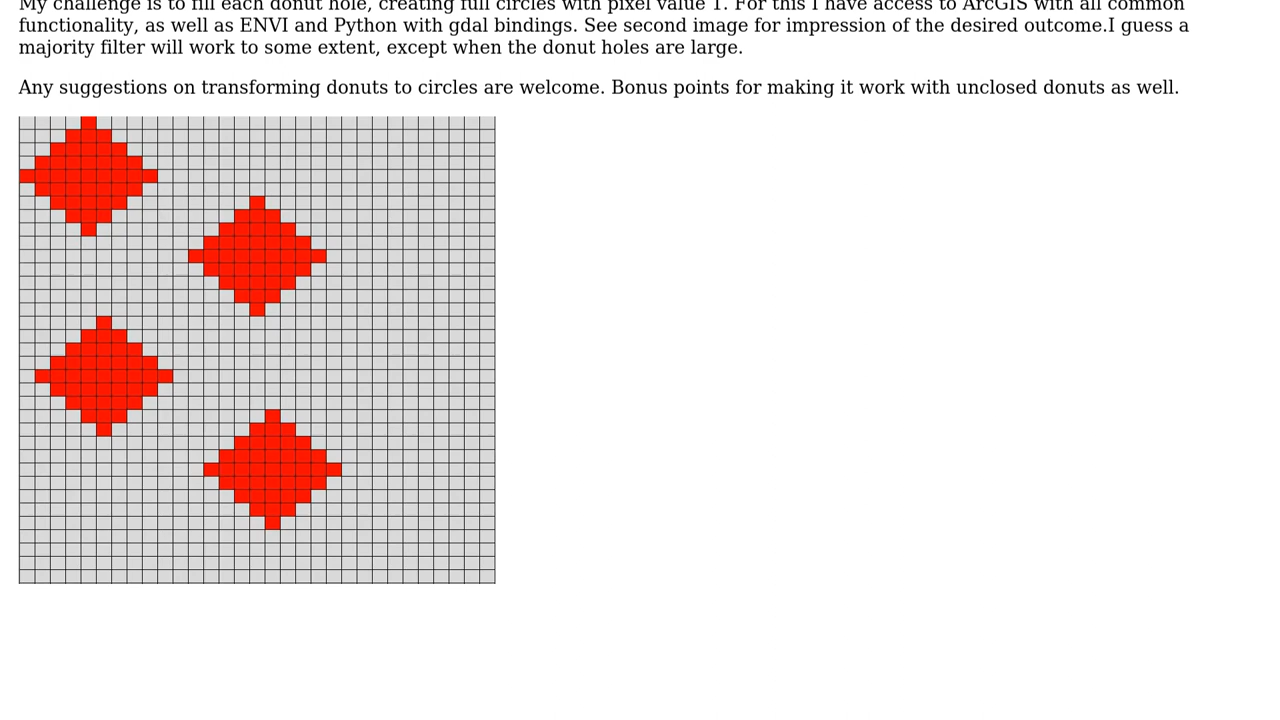 My challenge is to fill each donut hole, creating full circles with pixel value 1. For this I have access to ArcGIS with all common
functionality, as well as ENVI and Python with gdal bindings. See second image for impression of the desired outcome.I guess a
majority filter will work to some extent, except when the donut holes are large.
Any suggestions on transforming donuts to circles are welcome. Bonus points for making it work with unclosed donuts as well.